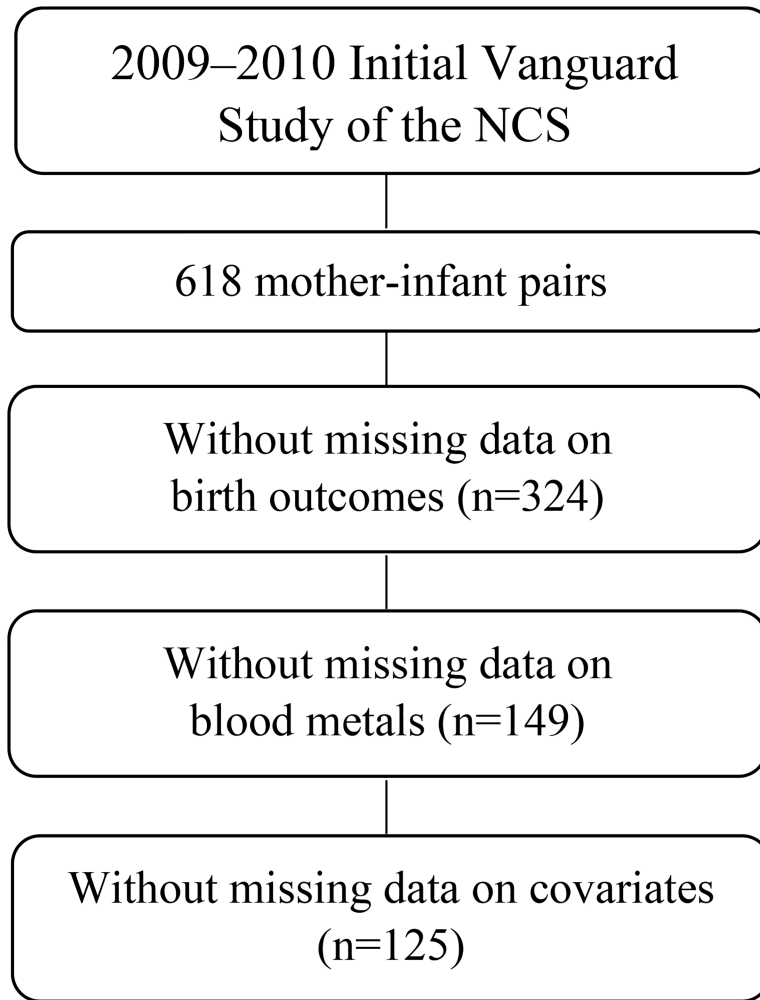 2009–2010 Initial Vanguard
Study of the NCS
618 mother-infant pairs
Without missing data on
birth outcomes (n=324)
Without missing data on
blood metals (n=149)
Without missing data on covariates
(n=125)